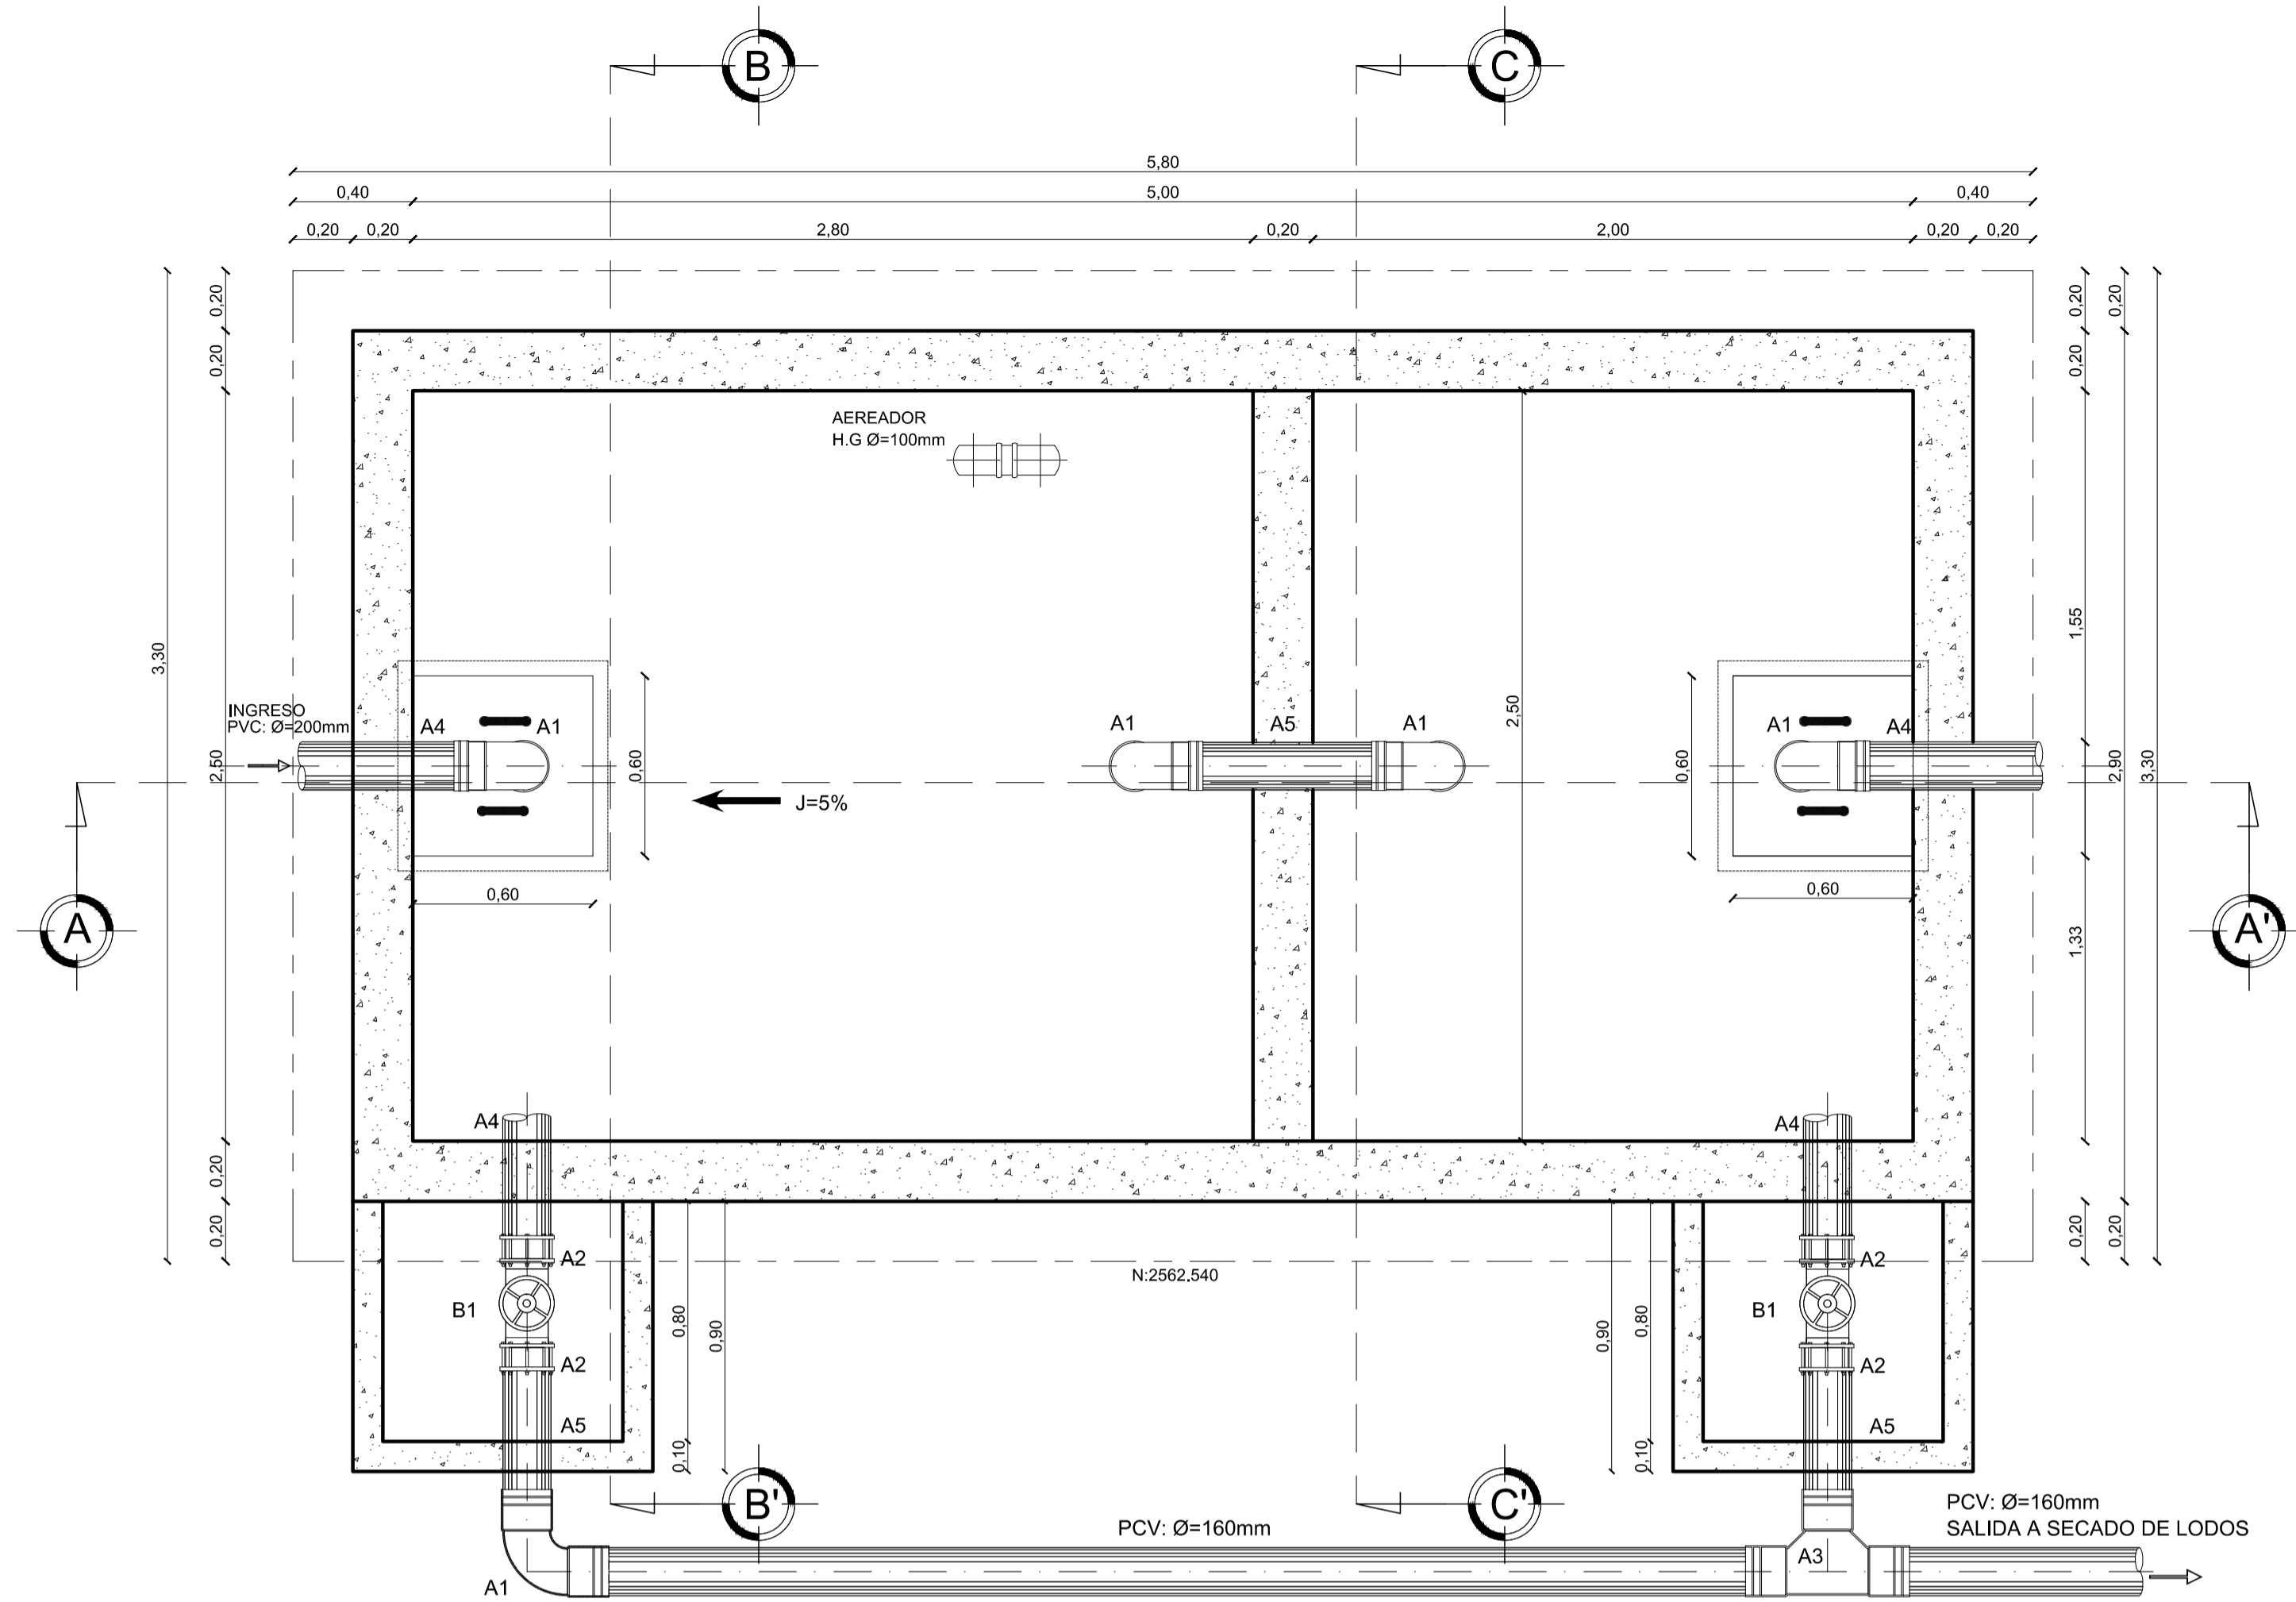 B
C
5,80
0,40
5,00
0,40
0,20
0,20
2,80
0,20
2,00
0,20
0,20
0,20
0,20
0,20
0,20
0,20
AEREADOR
H.G Ø=100mm
3,30
2,50
1,55
2,50
2,90
3,30
INGRESO
PVC: Ø=200mm
A4
A1
A1
A5
A1
A1
A4
0,60
0,60
J=5%
0,60
0,60
A
A'
1,33
A4
A4
0,20
0,20
0,20
0,20
A2
A2
N:2562.540
B1
B1
0,80
0,90
0,90
0,80
A2
A2
A5
A5
0,10
0,10
B'
C'
PCV: Ø=160mm
PCV: Ø=160mm
SALIDA A SECADO DE LODOS
A1
A3